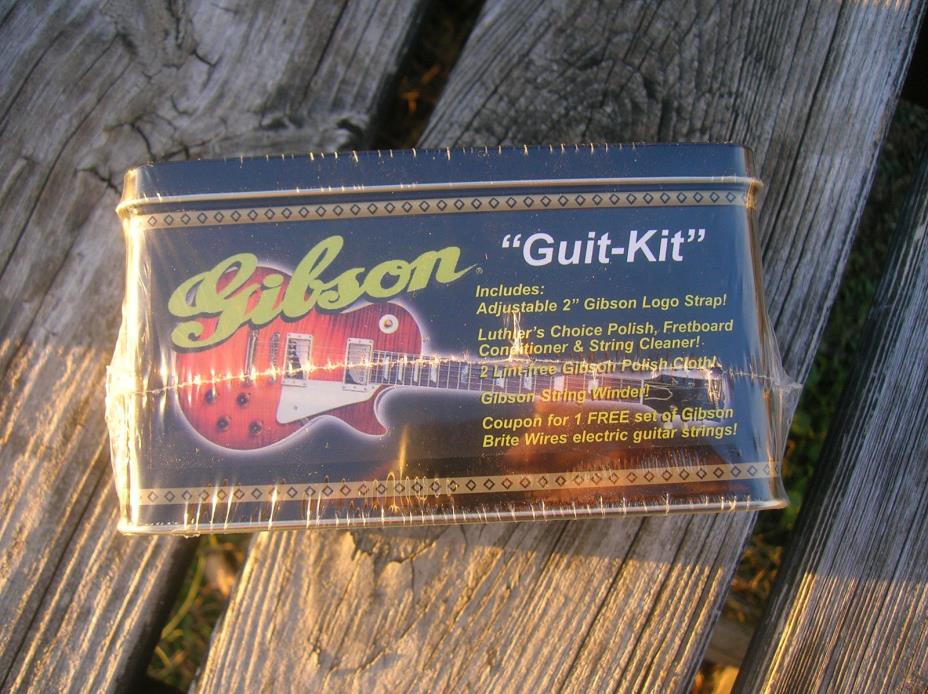 Gibson
“Guit-Kit”
Includes:
Adjustable 2” Gibson Logo Strap!
Luthier's Choice Polish, Fretboard
Conditioner & String Cleaner!
2 Lint-free Gibson Polish Cloth!
Gibson String Winder!
Coupon for 1 FREE set of Gibson
Brite Wires electric guitar strings!